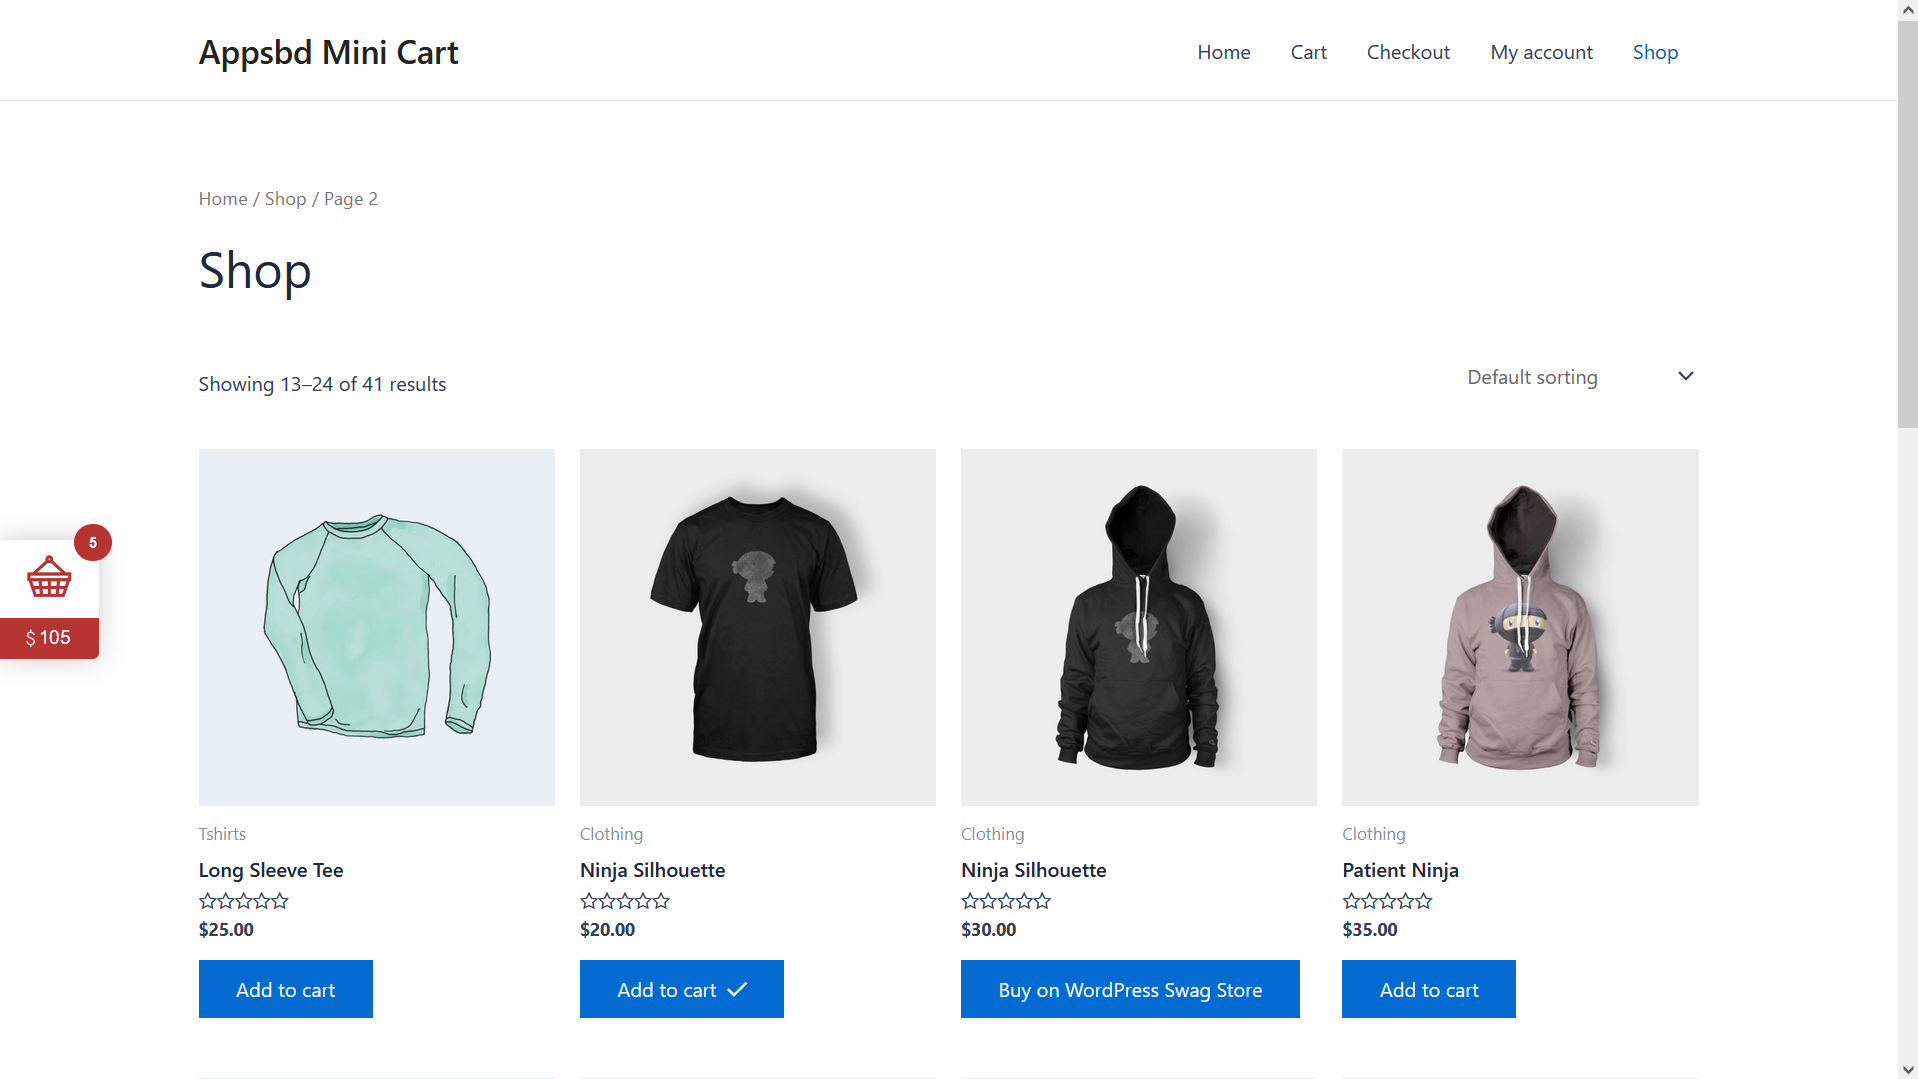 Appsbd Mini Cart
Home Cart Checkout My account Shop
Home / Shop / Page 2
Shop
Showing 13–24 of 41 results
Default sorting
5
$ 105
Tshirts
Long Sleeve Tee
$25.00
Add to cart
Clothing
Ninja Silhouette
$20.00
Add to cart
Clothing
Ninja Silhouette
$30.00
Buy on WordPress Swag Store
Clothing
Patient Ninja
$35.00
Add to cart